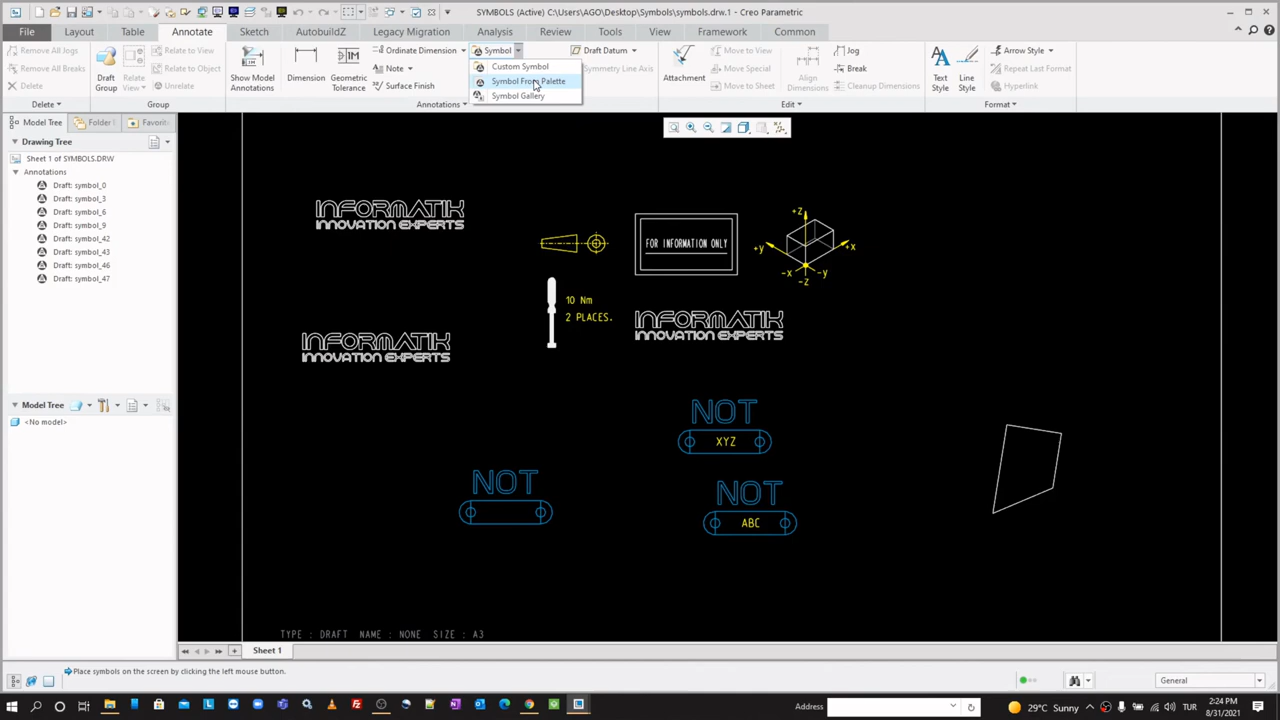 SYMBOLS (Active) C:\Users\AGO\Desktop\Symbols\symbols.drw.1 - Creo Parametric
File Layout Table Annotate Sketch AutobuildZ Legacy Migration Analysis Review Tools View Framework Common
Remove All Jogs
Remove All Breaks
Delete
Draft Group
Relate to View
Relate to Object
Unrelate
Show Model Annotations
Dimension
Geometric Tolerance
Ordinate Dimension
Note
Surface Finish
Symbol
Custom Symbol
Symbol From Palette
Symbol Gallery
Draft Datum
Symmetry Line Axis
Attachment
Move to View
Move to Sheet
Align Dimensions
Jog
Break
Cleanup Dimensions
Text Style
Line Style
Arrow Style
Repeat Last Format
Hyperlink
Delete Group Annotations Edit Format
Model Tree Folder Favorit
Drawing Tree
Sheet 1 of SYMBOLS.DRW
Annotations
Draft: symbol_0
Draft: symbol_3
Draft: symbol_6
Draft: symbol_9
Draft: symbol_42
Draft: symbol_43
Draft: symbol_46
Draft: symbol_47
Model Tree
<No model>
INFORMATIK
INNOVATION EXPERTS
FOR INFORMATION ONLY
+z
+y
+x
-x
-y
-z
10 Nm
2 PLACES.
INFORMATIK
INNOVATION EXPERTS
INFORMATIK
INNOVATION EXPERTS
NOT
XYZ
NOT
NOT
ABC
TYPE : DRAFT NAME : NONE SIZE : A3
Sheet 1
Place symbols on the screen by clicking the left mouse button.
General
Address
29°C Sunny
TUR
2:24 PM
8/31/2021